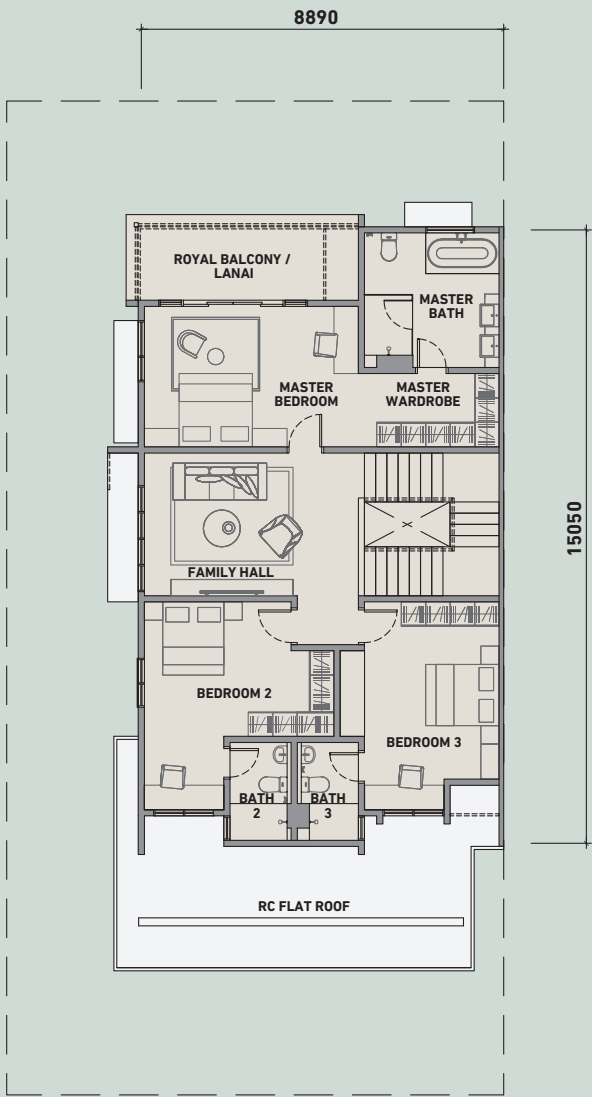 8890
ROYAL BALCONY /
LANAI
MASTER
BATH
MASTER
BEDROOM
MASTER
WARDROBE
15050
FAMILY HALL
BEDROOM 2
BEDROOM 3
BATH
2
BATH
3
RC FLAT ROOF